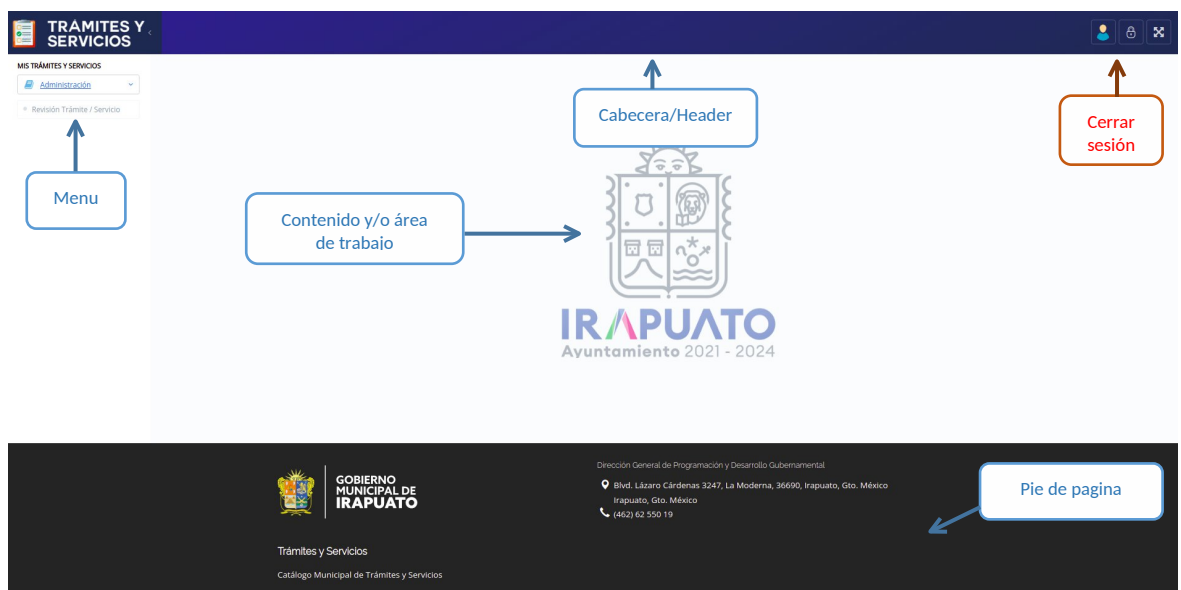 TRAMITES Y
SERVICIOS
MIS TRÁMITES Y SERVICIOS
Administración
Revisión Trámite / Servicio
Menu
Cabecera/Header
Cerrar
sesión
Contenido y/o área
de trabajo
IRAPUATO
Ayuntamiento 2021 - 2024
GOBIERNO
MUNICIPAL DE
IRAPUATO
Trámites y Servicios
Catálogo Municipal de Trámites y Servicios
Dirección General de Programación y Desarrollo Gubernamental
Blvd. Lázaro Cárdenas 3247, La Moderna, 36690, Irapuato, Gto. México
Irapuato, Gto. México
(462) 62 550 19
Pie de pagina